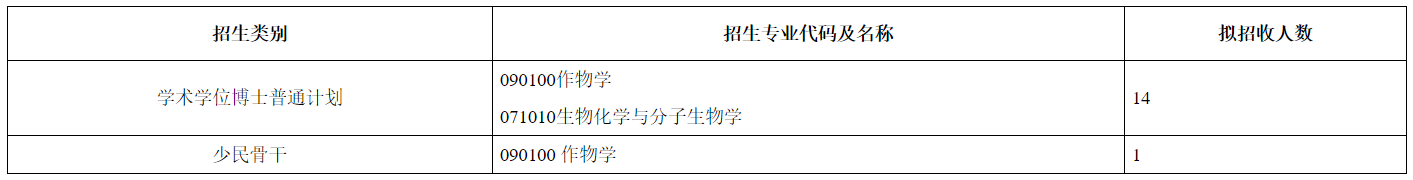 招生类别 招生专业代码及名称 拟招收人数
学术学位博士普通计划 090100作物学 14
071010生物化学与分子生物学
少民骨干 090100 作物学 1